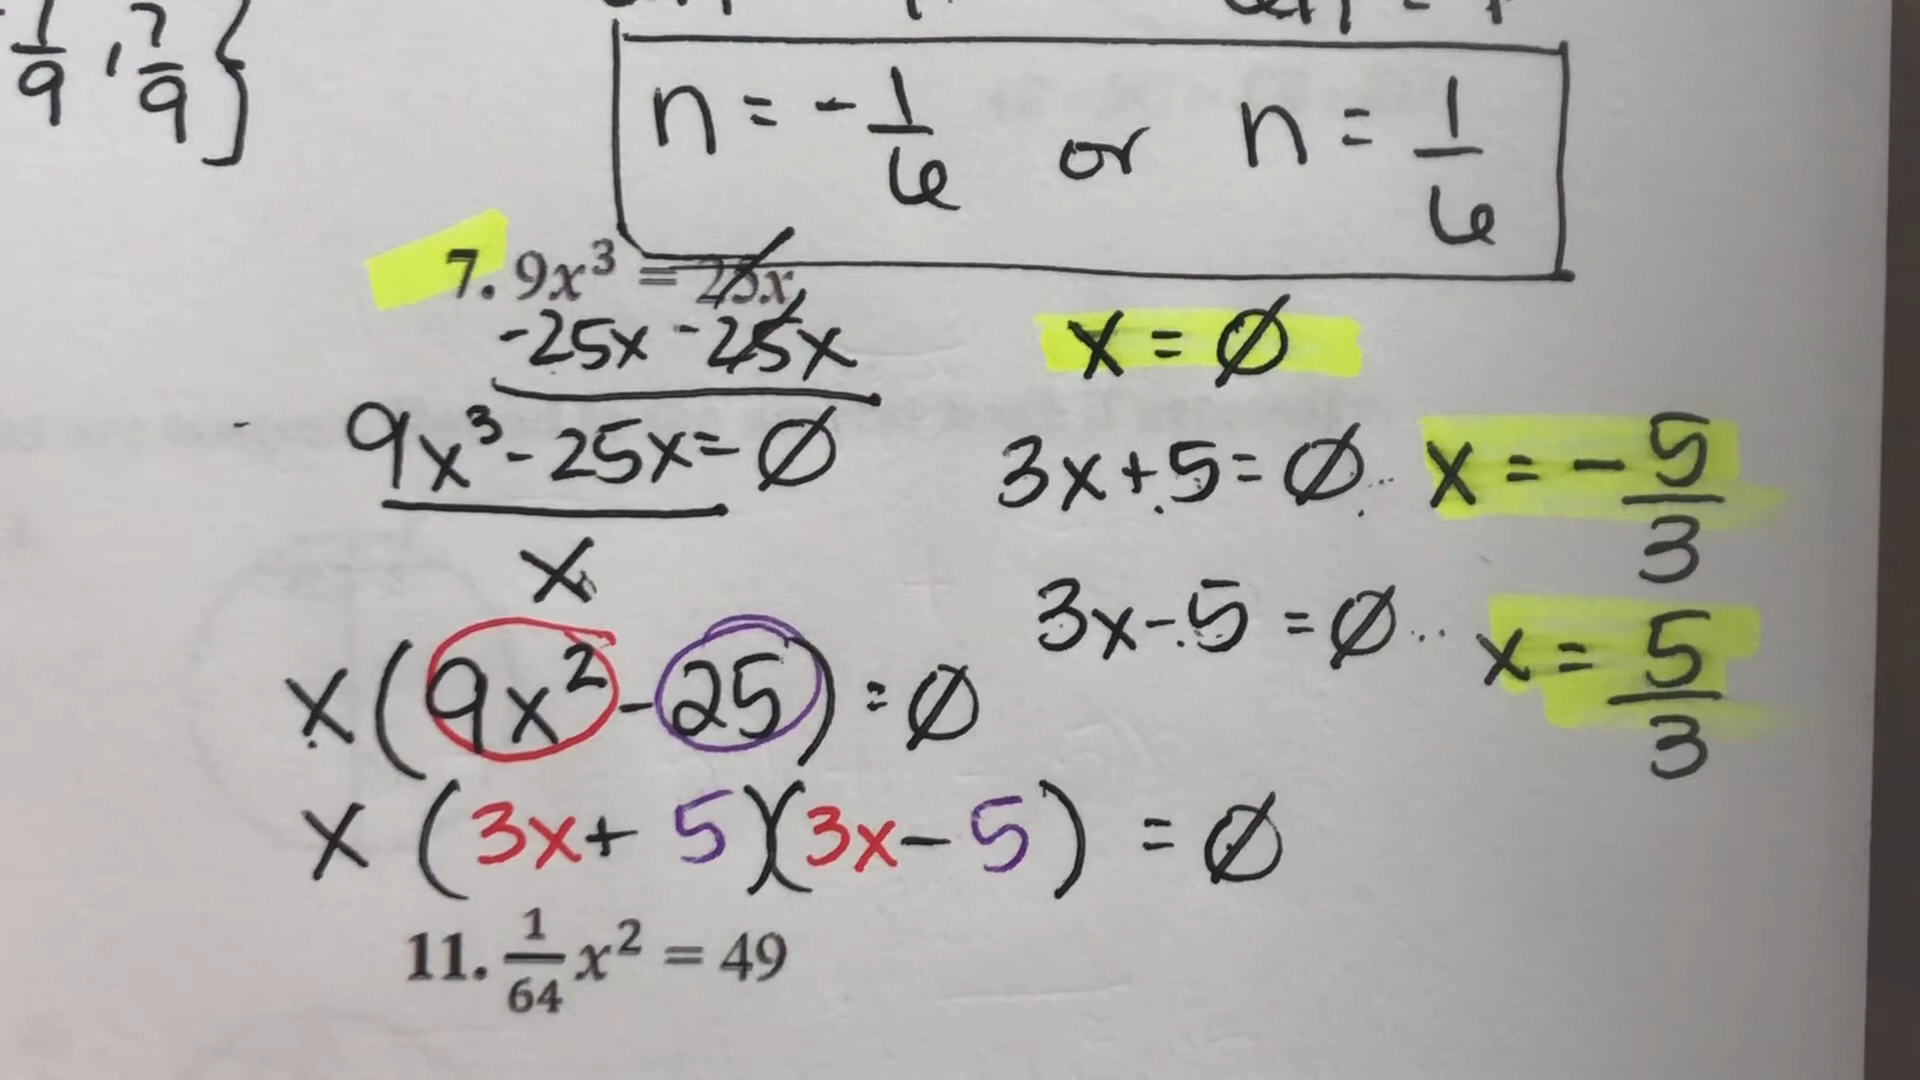 1/9, 7/9}
n = -1/6 or n = 1/6
7. 9x³ = 25x
-25x -25x
9x³ - 25x = Ø
x
x(9x² - 25) = Ø
x (3x + 5)(3x - 5) = Ø
x = Ø
3x + 5 = Ø x = -5/3
3x - 5 = Ø x = 5/3
11. 1/64 x² = 49